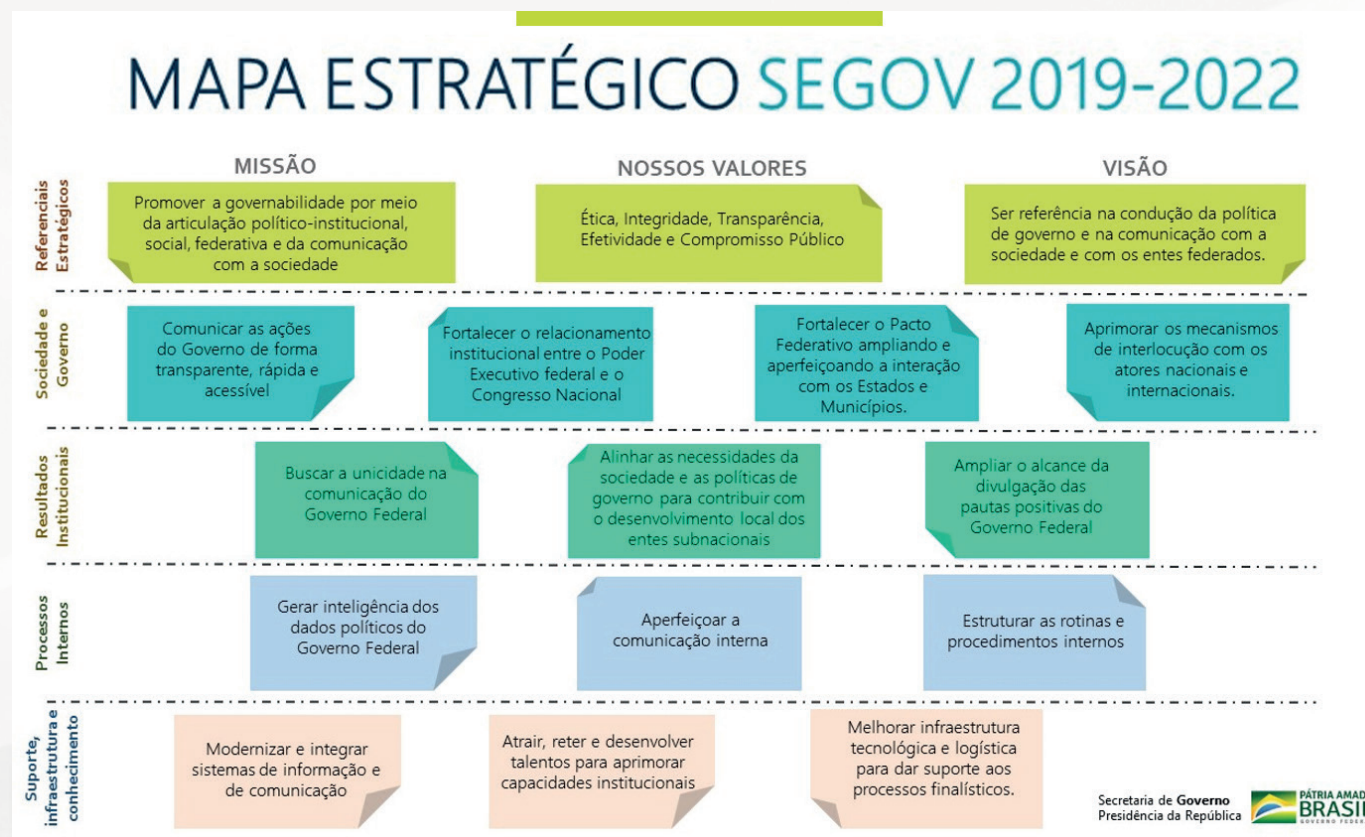 MAPA ESTRATÉGICO SEGOV 2019-2022
MISSÃO
NOSSOS VALORES
VISÃO
Referenciais
Estratégicos
Promover a governabilidade por meio
da articulação político-institucional,
social, federativa e da comunicação
com a sociedade
Ética, Integridade, Transparência,
Efetividade e Compromisso Público
Ser referência na condução da política
de governo e na comunicação com a
sociedade e com os entes federados.
Sociedade e
Governo
Comunicar as ações
do Governo de forma
transparente, rápida e
acessível
Fortalecer o relacionamento
institucional entre o Poder
Executivo federal e o
Congresso Nacional
Fortalecer o Pacto
Federativo ampliando e
aperfeiçoando a interação
com os Estados e
Municípios.
Aprimorar os mecanismos
de interlocução com os
atores nacionais e
internacionais.
Resultados
Institucionais
Buscar a unicidade na
comunicação do
Governo Federal
Alinhar as necessidades da
sociedade e as políticas de
governo para contribuir com
o desenvolvimento local dos
entes subnacionais
Ampliar o alcance da
divulgação das
pautas positivas do
Governo Federal
Processos
Internos
Gerar inteligência dos
dados políticos do
Governo Federal
Aperfeiçoar a
comunicação interna
Estruturar as rotinas e
procedimentos internos
Suporte,
infraestrutura e
conhecimento
Modernizar e integrar
sistemas de informação e
de comunicação
Atrair, reter e desenvolver
talentos para aprimorar
capacidades institucionais
Melhorar infraestrutura
tecnológica e logística
para dar suporte aos
processos finalísticos.
Secretaria de Governo
Presidência da República
PÁTRIA AMAD
BRASIL
GOVERNO FEDER